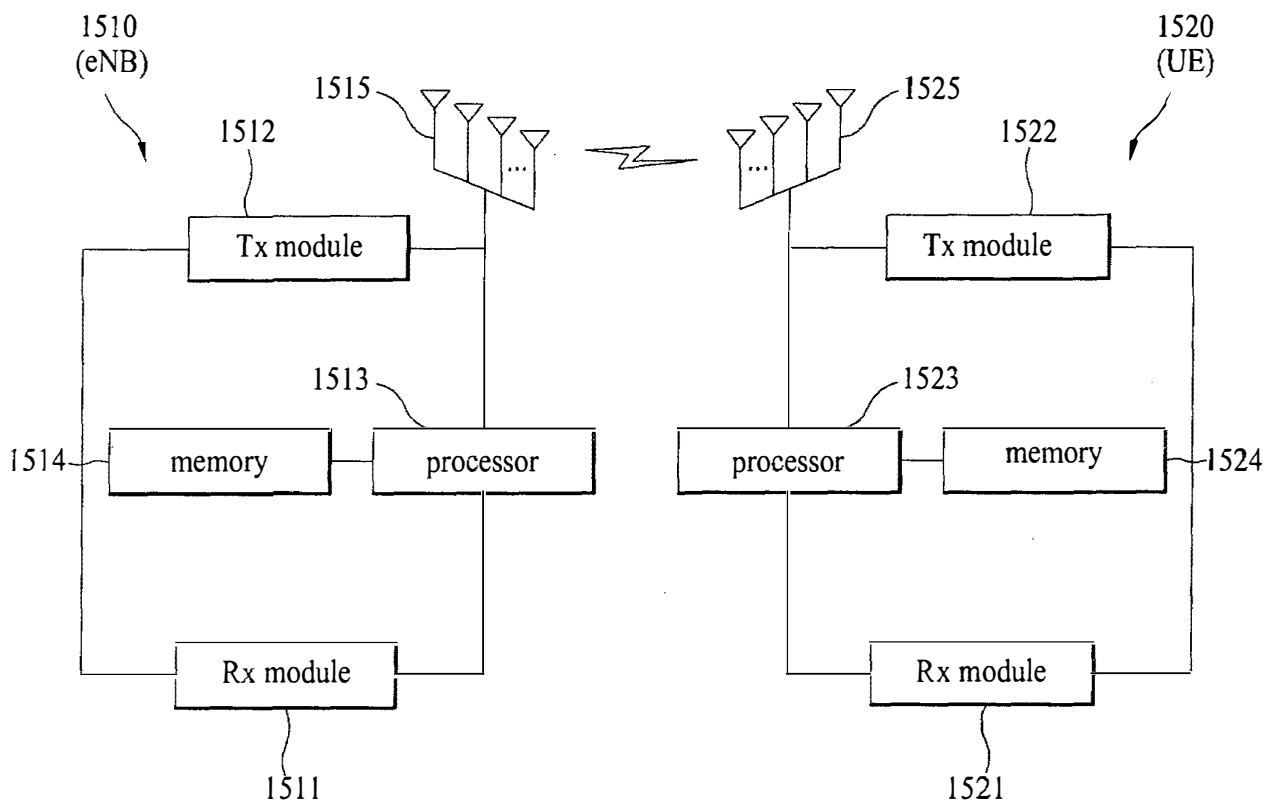 1510
(eNB)
1520
(UE)
1515
1525
1512
1522
...
...
Tx module
Tx module
1513
1523
1514
memory
processor
processor
memory
1524
Rx module
Rx module
1511
1521